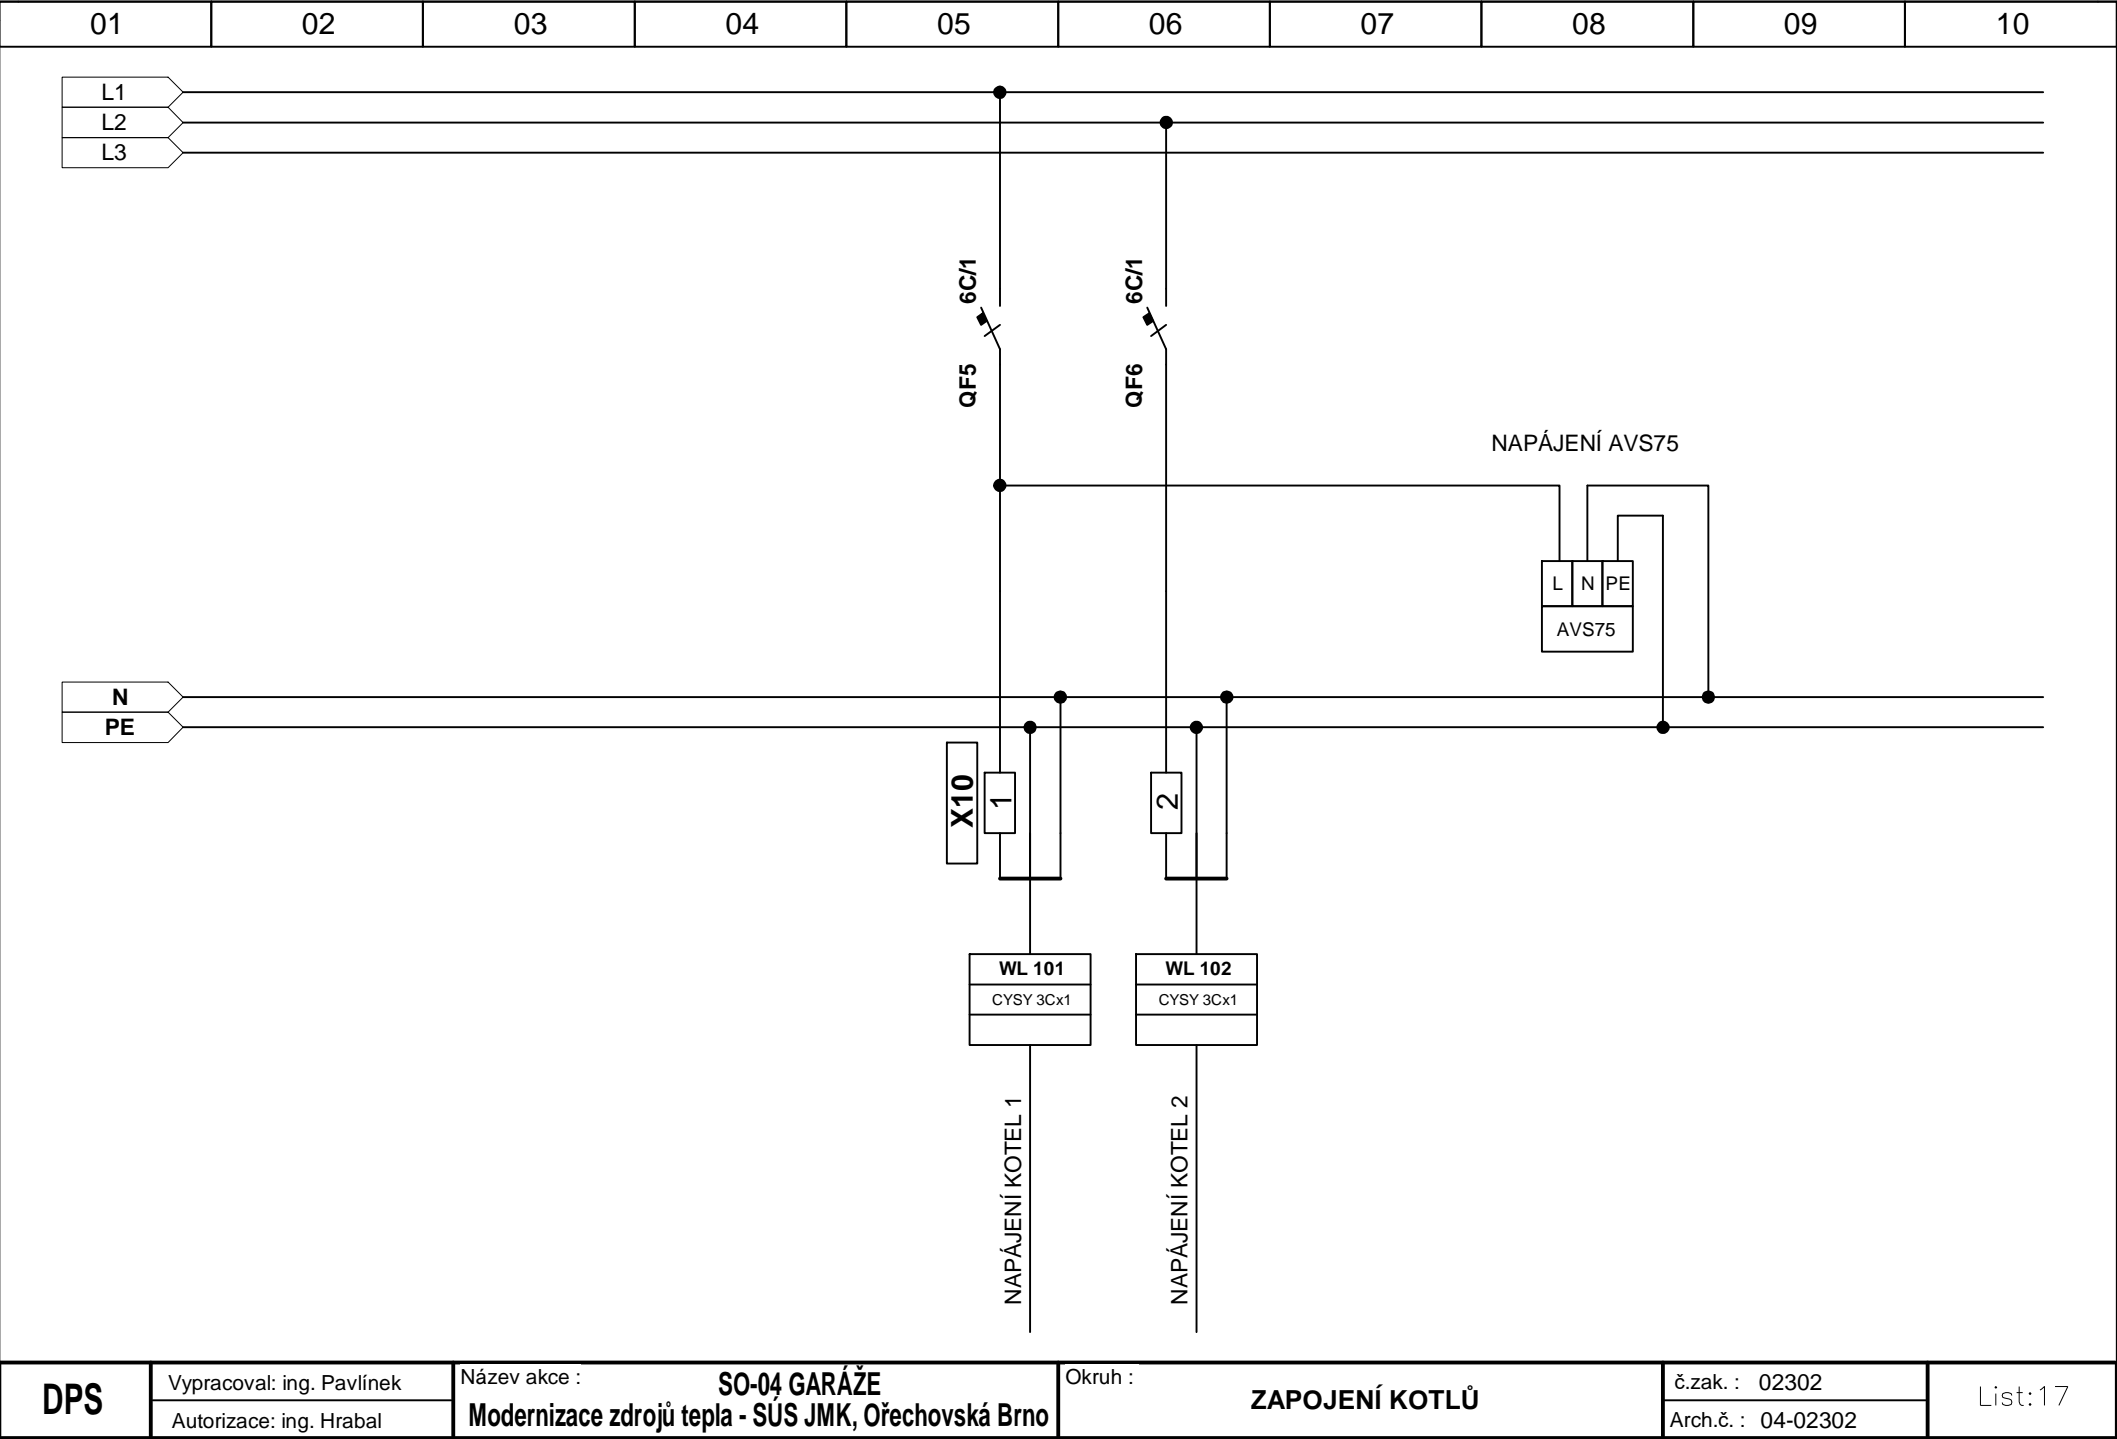 01 02 03 04 05 06 07 08 09 10
L1
L2
L3
6C/1 6C/1
QF5 QF6
NAPÁJENÍ AVS75
L N PE
AVS75
N
PE
X10 1 2
WL 101 WL 102
CYSY 3Cx1 CYSY 3Cx1
NAPÁJENÍ KOTEL 1
NAPÁJENÍ KOTEL 2
DPS
Vypracoval: ing. Pavlínek
Autorizace: ing. Hrabal
Název akce :
SO-04 GARÁŽE
Modernizace zdrojů tepla - SÚS JMK, Ořechovská Brno
Okruh :
ZAPOJENÍ KOTLŮ
č.zak. : 02302
Arch.č. : 04-02302
List:17